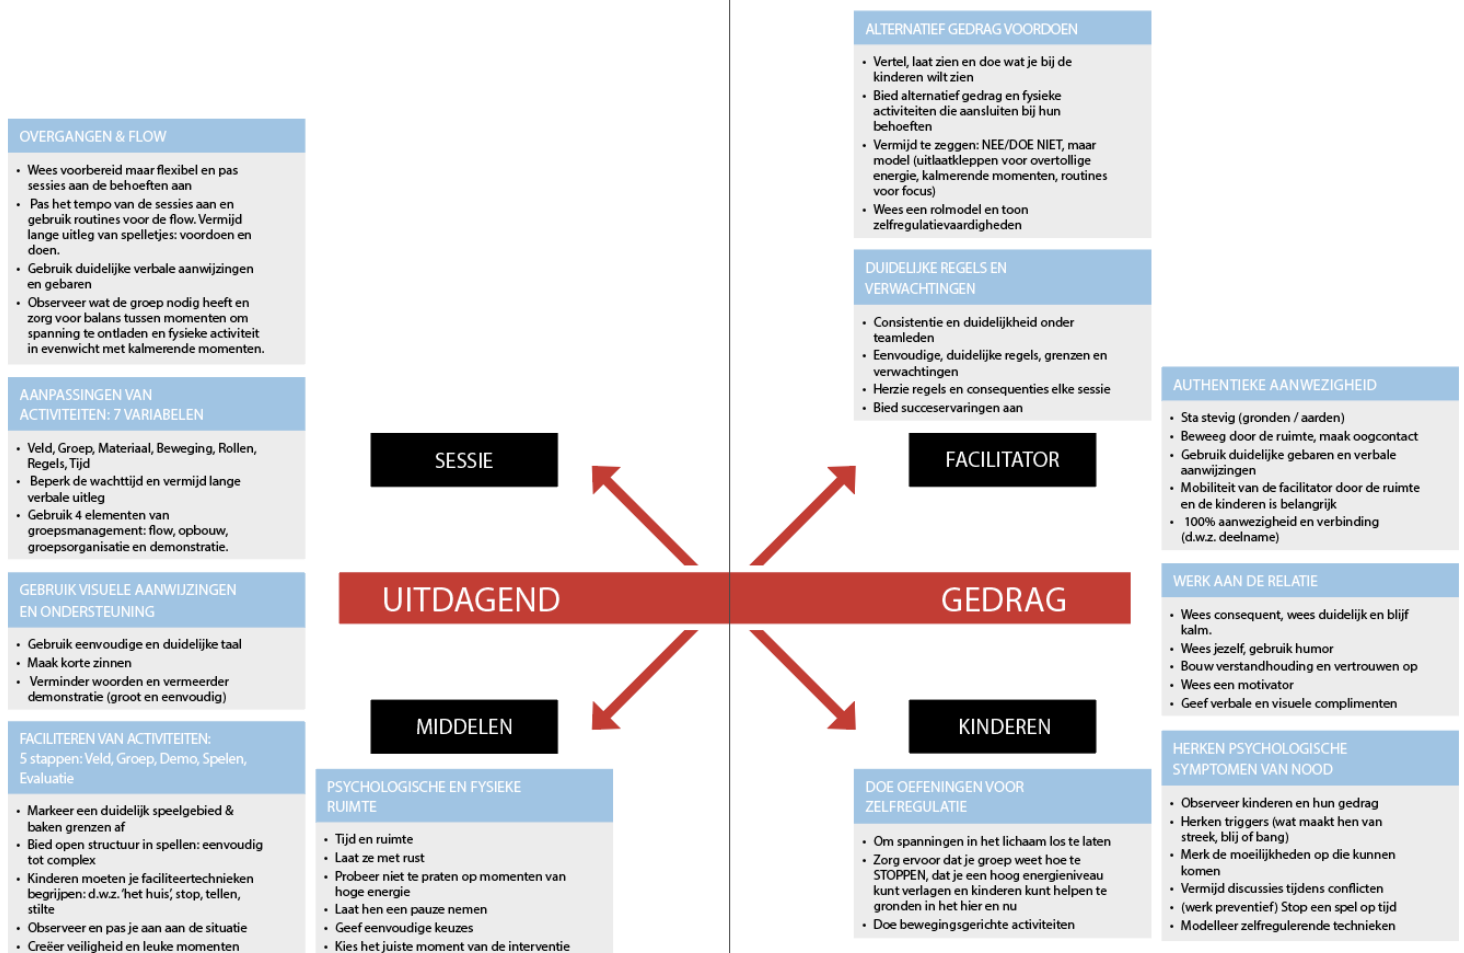 OVERGANGEN & FLOW
• Wees voorbereid maar flexibel en pas
sessies aan de behoeften aan
• Pas het tempo van de sessies aan en
gebruik routines voor de flow. Vermijd
lange uitleg van spelletjes: voordoen en
doen.
• Gebruik duidelijke verbale aanwijzingen
en gebaren
• Observeer wat de groep nodig heeft en
zorg voor balans tussen momenten om
spanning te ontladen en fysieke activiteit
in evenwicht met kalmerende momenten.
AANPASSINGEN VAN
ACTIVITEITEN: 7 VARIABELEN
• Veld, Groep, Materiaal, Beweging, Rollen,
Regels, Tijd
• Beperk de wachttijd en vermijd lange
verbale uitleg
• Gebruik 4 elementen van
groepsmanagement: flow, opbouw,
groepsorganisatie en demonstratie.
GEBRUIK VISUELE AANWIJZINGEN
EN ONDERSTEUNING
• Gebruik eenvoudige en duidelijke taal
• Maak korte zinnen
• Verminder woorden en vermeerder
demonstratie (groot en eenvoudig)
FACILITEREN VAN ACTIVITEITEN:
5 stappen: Veld, Groep, Demo, Spelen,
Evaluatie
• Markeer een duidelijk speelgebied &
baken grenzen af
• Bied open structuur in spellen: eenvoudig
tot complex
• Kinderen moeten je faciliteertechnieken
begrijpen: d.w.z. 'het huis', stop, tellen,
stilte
• Observeer en pas je aan aan de situatie
• Creëer veiligheid en leuke momenten
SESSIE
UITDAGEND
MIDDELEN
PSYCHOLOGISCHE EN FYSIEKE
RUIMTE
• Tijd en ruimte
• Laat ze met rust
• Probeer niet te praten op momenten van
hoge energie
• Laat hen een pauze nemen
• Geef eenvoudige keuzes
• Kies het juiste moment van de interventie
ALTERNATIEF GEDRAG VOORDOEN
• Vertel, laat zien en doe wat je bij de
kinderen wilt zien
• Bied alternatief gedrag en fysieke
activiteiten die aansluiten bij hun
behoeften
• Vermijd te zeggen: NEE/DOE NIET, maar
model (uitlaatkleppen voor overtollige
energie, kalmerende momenten, routines
voor focus)
• Wees een rolmodel en toon
zelfregulatievaardigheden
DUIDELIJKE REGELS EN
VERWACHTINGEN
• Consistentie en duidelijkheid onder
teamleden
• Eenvoudige, duidelijke regels, grenzen en
verwachtingen
• Herzie regels en consequenties elke sessie
• Bied succeservaringen aan
FACILITATOR
GEDRAG
KINDEREN
DOE OEFENINGEN VOOR
ZELFREGULATIE
• Om spanningen in het lichaam los te laten
• Zorg ervoor dat je groep weet hoe te
STOPPEN, dat je een hoog energieniveau
kunt verlagen en kinderen kunt helpen te
gronden in het hier en nu
• Doe bewegingsgerichte activiteiten
AUTHENTIEKE AANWEZIGHEID
• Sta stevig (gronden / aarden)
• Beweeg door de ruimte, maak oogcontact
• Gebruik duidelijke gebaren en verbale
aanwijzingen
• Mobiliteit van de facilitator door de ruimte
en de kinderen is belangrijk
• 100% aanwezigheid en verbinding
(d.w.z. deelname)
WERK AAN DE RELATIE
• Wees consequent, wees duidelijk en blijf
kalm.
• Wees jezelf, gebruik humor
• Bouw verstandhouding en vertrouwen op
• Wees een motivator
• Geef verbale en visuele complimenten
HERKEN PSYCHOLOGISCHE
SYMPTOMEN VAN NOOD
• Observeer kinderen en hun gedrag
• Herken triggers (wat maakt hen van
streek, blij of bang)
• Merk de moeilijkheden op die kunnen
komen
• Vermijd discussies tijdens conflicten
• (werk preventief) Stop een spel op tijd
• Modelleer zelfregulerende technieken